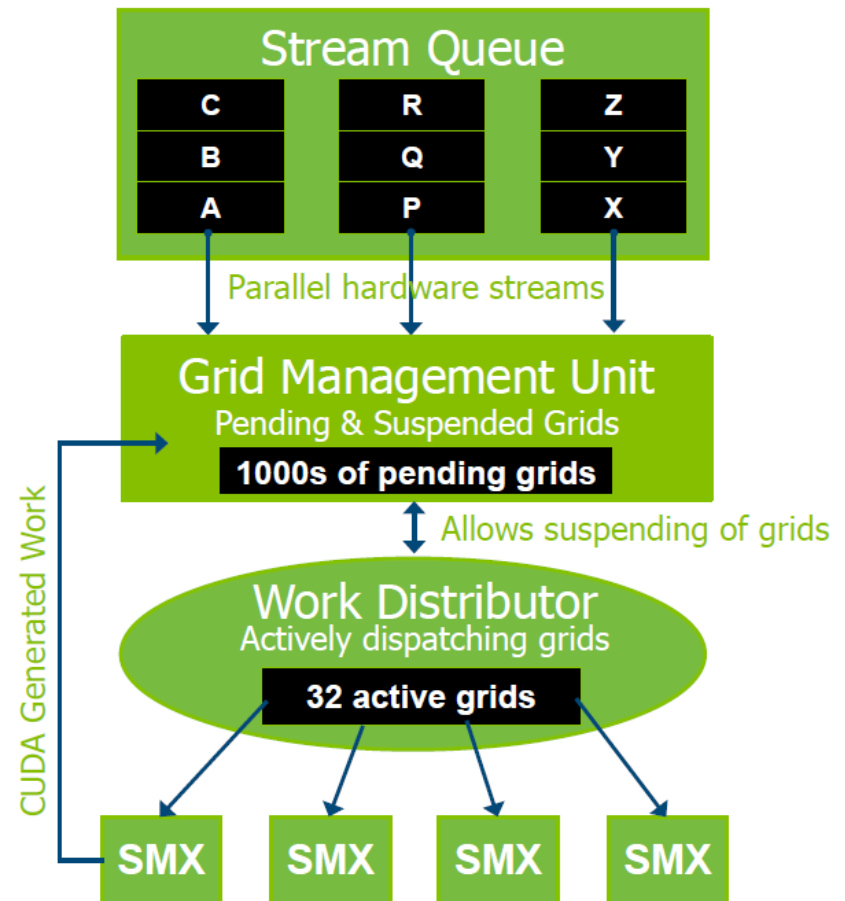 Stream Queue
C
B
A
R
Q
P
Z
Y
X
Parallel hardware streams
Grid Management Unit
Pending & Suspended Grids
1000s of pending grids
CUDA Generated Work
Allows suspending of grids
Work Distributor
Actively dispatching grids
32 active grids
SMX
SMX
SMX
SMX